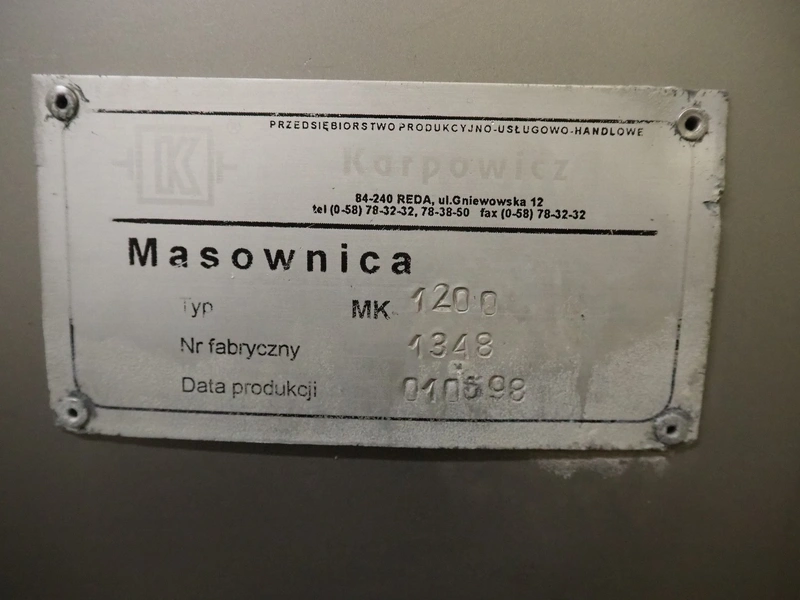 PRZEDSIĘBIORSTWO PRODUKCYJNO-USŁUGOWO-HANDLOWE
K Karpowicz
84-240 REDA, ul.Gniewowska 12
tel (0-58) 78-32-32, 78-38-50 fax (0-58) 78-32-32
Masownica
Typ MK 1200
Nr fabryczny 1348
Data produkcji 010698